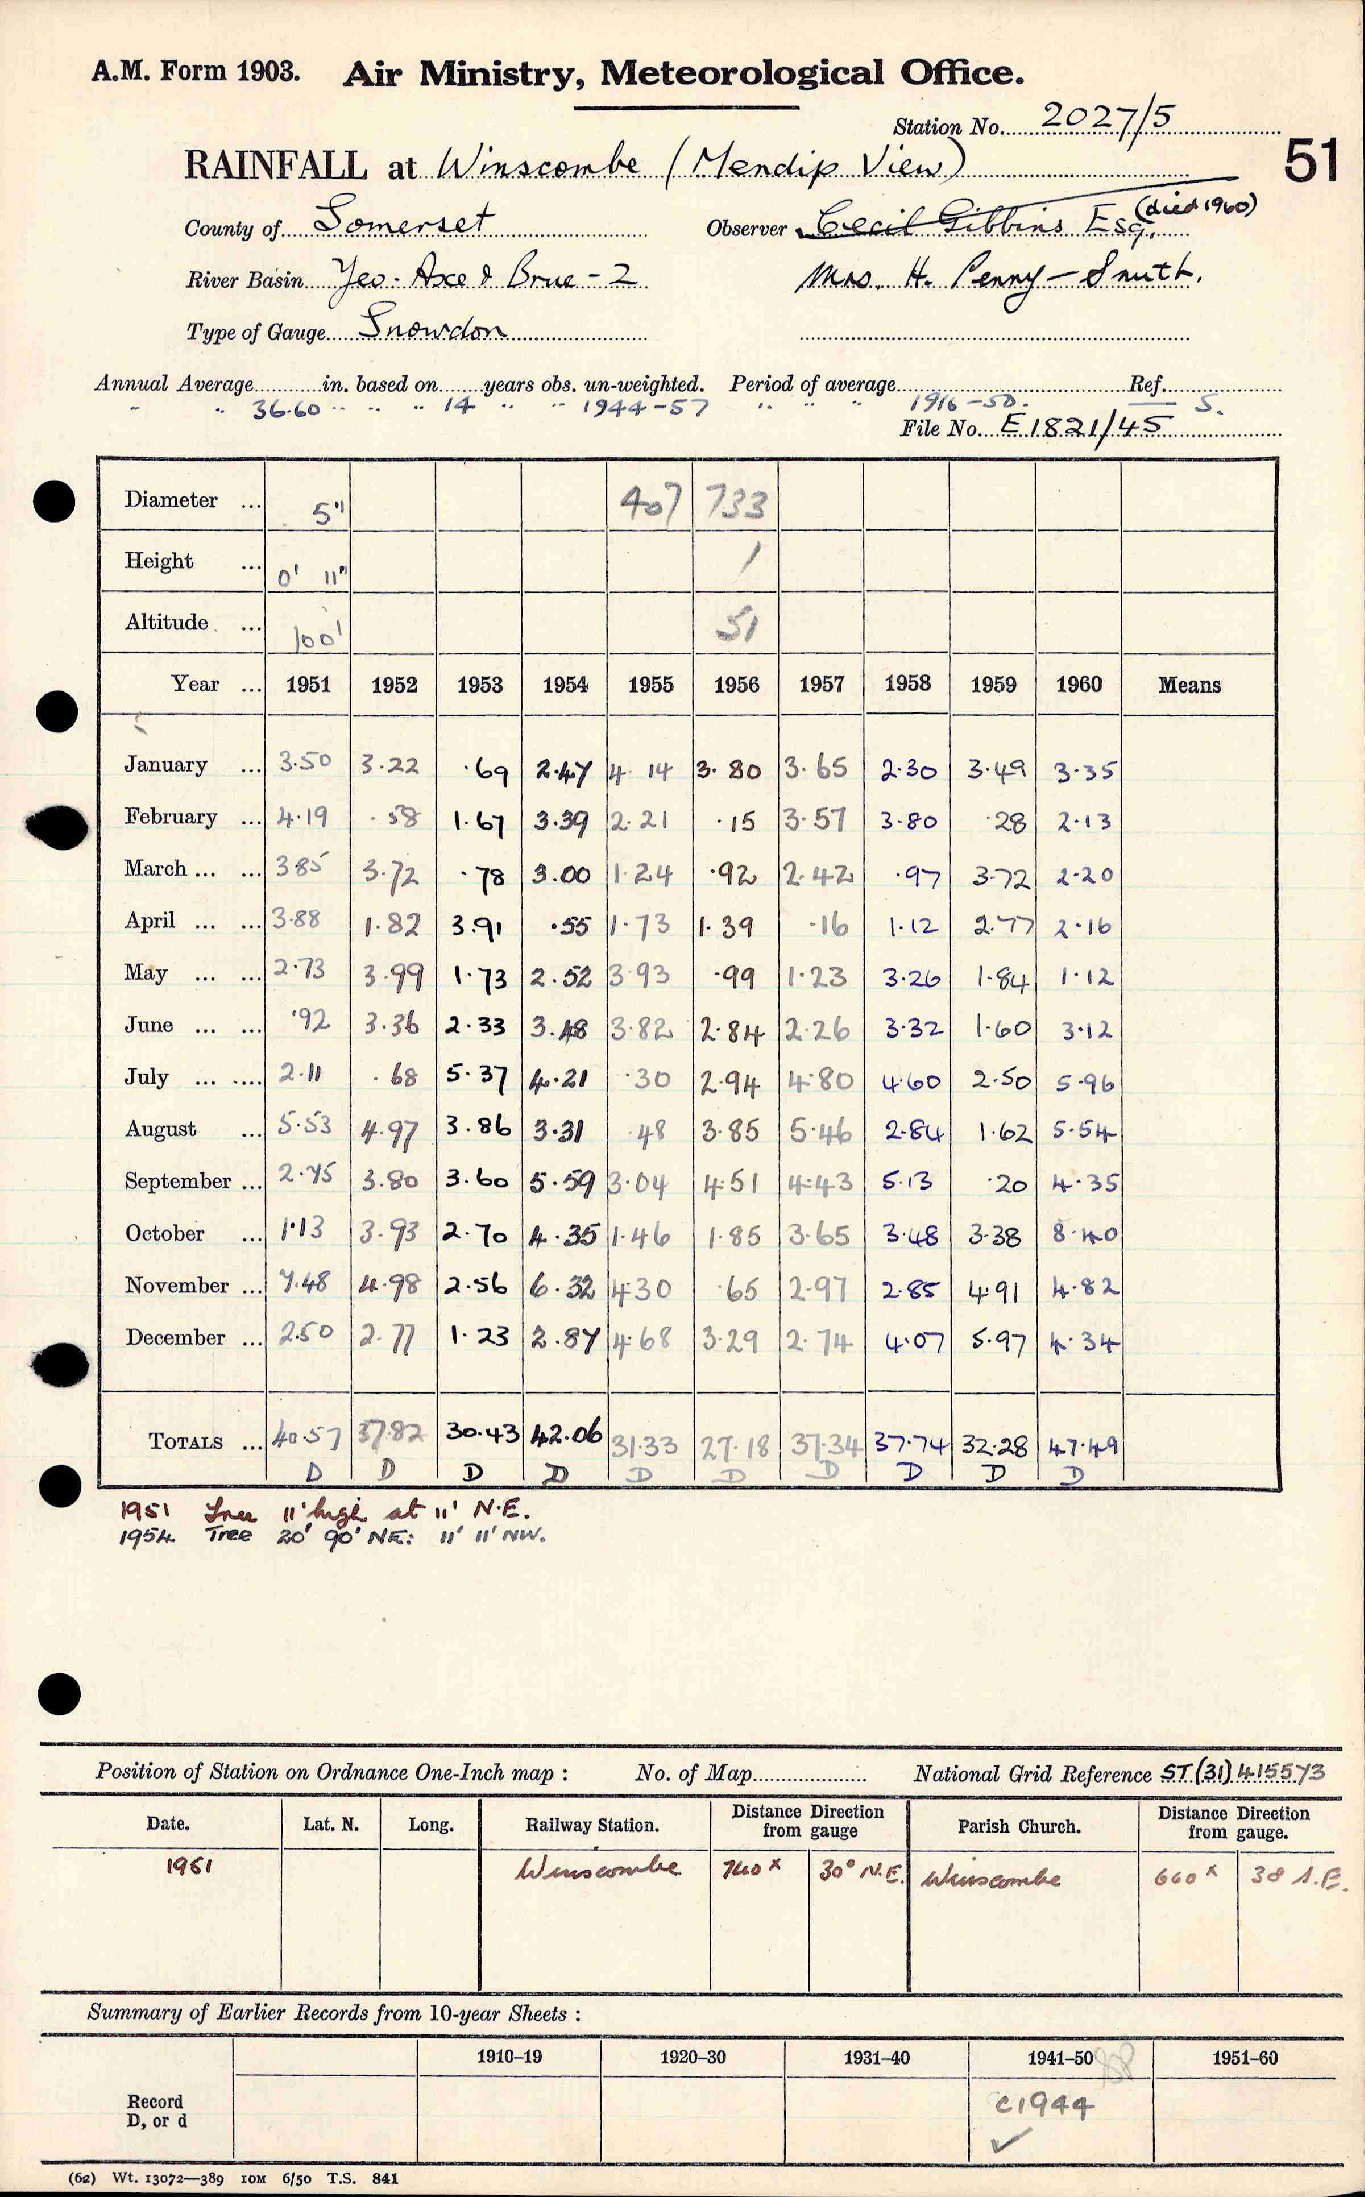 A.M. Form 1903. Air Ministry, Meteorological Office.
Station No. 2027/5
51
RAINFALL at Winscombe (Mendip View)
County of Somerset Observer Cecil Gibbins Esq. (died 1960)
River Basin Yeo. Axe & Brue - 2 Mrs. H. Penny-Smith.
Type of Gauge Snowdon
Annual Average in. based on years obs. un-weighted. Period of average Ref.
- " 36.60 " " " 14 " " 1944-57 " " " 1916-50. S.
File No. E1821/45
Diameter ... 5" 407 733
Height ... 0' 11" 1
Altitude ... 100' 51
Year ... 1951 1952 1953 1954 1955 1956 1957 1958 1959 1960 Means
January ... 3.50 3.22 .69 2.47 4 14 3.80 3.65 2.30 3.49 3.35
February ... 4.19 .58 1.67 3.39 2.21 .15 3.57 3.80 .28 2.13
March ... ... 3 85 3.72 .78 3.00 1.24 .92 2.42 .97 3.72 2.20
April ... ... 3.88 1.82 3.91 .55 1.73 1.39 .16 1.12 2.77 2.16
May ... ... 2.73 3.99 1.73 2.52 3.93 .99 1.23 3.26 1.84 1.12
June ... ... .92 3.36 2.33 3.48 3.82 2.84 2.26 3.32 1.60 3.12
July ... .... 2.11 .68 5.37 4.21 .30 2.94 4.80 4.60 2.50 5.96
August ... 5.53 4.97 3.86 3.31 .48 3.85 5.46 2.84 1.62 5.54
September ... 2.75 3.80 3.60 5.59 3.04 4.51 4.43 5.13 .20 4.35
October ... 1.13 3.93 2.70 4.35 1.46 1.85 3.65 3.48 3.38 8.40
November ... 7.48 4.98 2.56 6.32 4.30 .65 2.97 2.85 4.91 4.82
December ... 2.50 2.77 1.23 2.87 4.68 3.29 2.74 4.07 5.97 4.34
TOTALS ... 40.57 37.82 30.43 42.06 31.33 27.18 37.34 37.74 32.28 47.49
D D D D D D D D D D
1951 Tree 11' high at 11' N.E.
1954 Tree 20' 90' NE: 11' 11' NW.
Position of Station on Ordnance One-Inch map : No. of Map National Grid Reference ST (31) 415573
Date. Lat. N. Long. Railway Station. Distance Direction from gauge Parish Church. Distance Direction from gauge.
1951 Winscombe 740x 30° N.E. Winscombe 660x 38 S.E.
Summary of Earlier Records from 10-year Sheets :
1910–19 1920–30 1931–40 1941–50 1951–60
Record D, or d C1944 ✓
(62) Wt. 13072—389 10M 6/50 T.S. 841